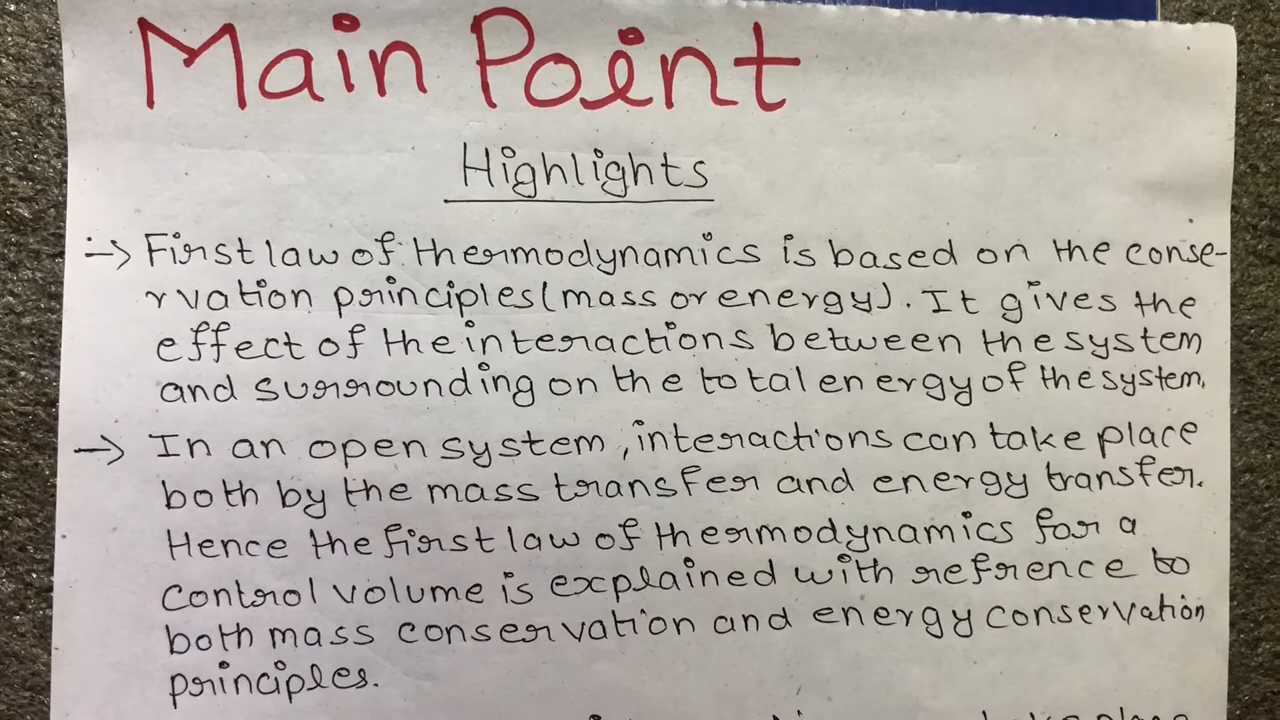 Main Point
Highlights
→ First law of thermodynamics is based on the conse-
rvation principles (mass or energy). It gives the
effect of the interactions between the system
and surrounding on the total energy of the system.
→ In an open system, interactions can take place
both by the mass transfer and energy transfer.
Hence the first law of thermodynamics for a
control volume is explained with refrence to
both mass conservation and energy conservation
principles.